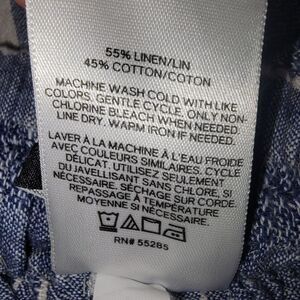 55% LINEN/LIN
45% COTTON/COTON
MACHINE WASH COLD WITH LIKE
COLORS. GENTLE CYCLE. ONLY NON-
CHLORINE BLEACH WHEN NEEDED.
LINE DRY. WARM IRON IF NEEDED.
LAVER À LA MACHINE À L'EAU FROIDE
AVEC COULEURS SIMILAIRES. CYCLE
DÉLICAT. UTILISEZ SEULEMENT
DU JAVELLISANT SANS CHLORE SI
NÉCESSAIRE. SÉCHAGE SUR CORDE.
REPASSAGE À TEMPÉRATURE
MOYENNE SI NÉCESSAIRE
RN# 55285